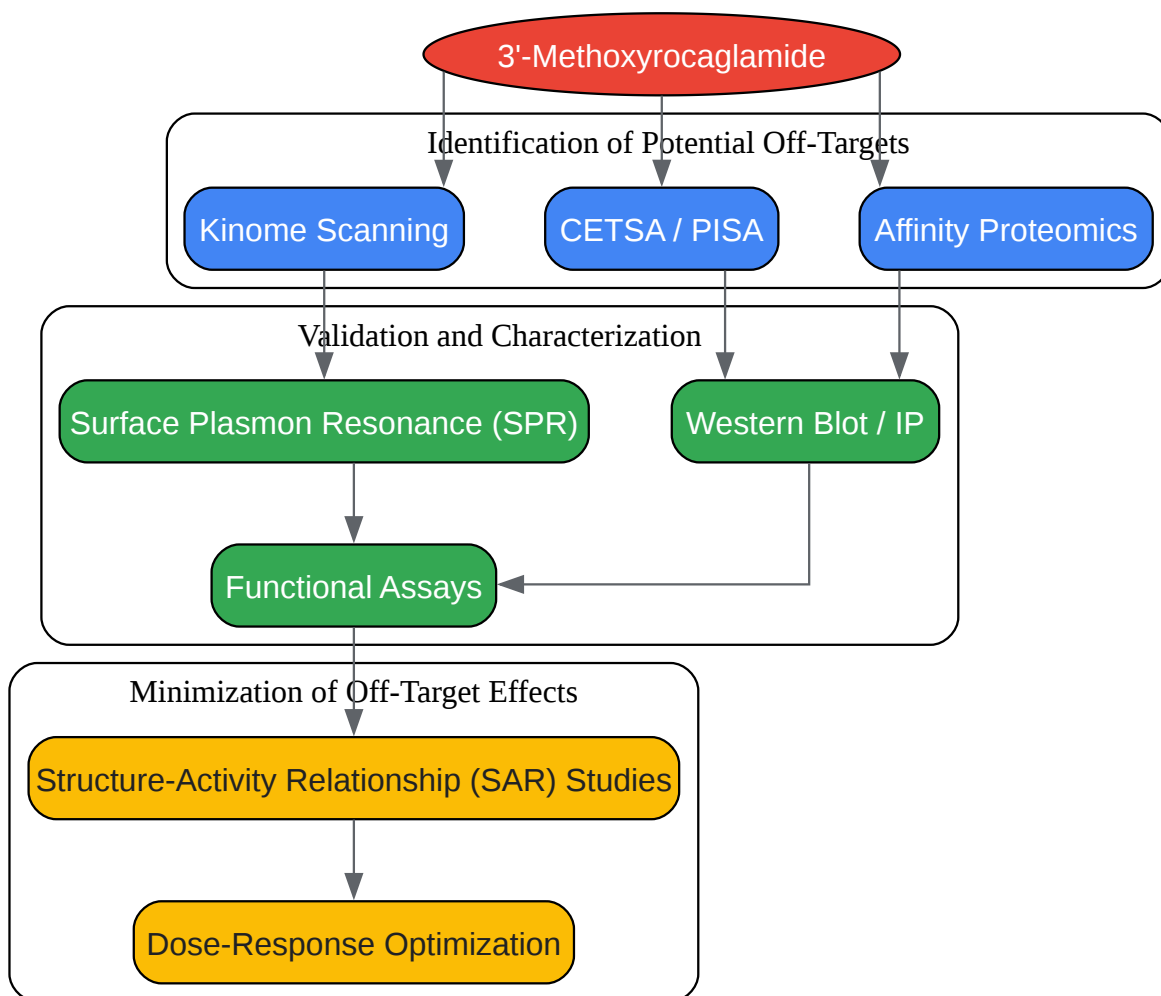 3'-Methoxyrocaglamide
Identification of Potential Off-Targets
Kinome Scanning
CETSA / PISA
Affinity Proteomics
Validation and Characterization
Surface Plasmon Resonance (SPR)
Western Blot / IP
Functional Assays
Minimization of Off-Target Effects
Structure-Activity Relationship (SAR) Studies
Dose-Response Optimization